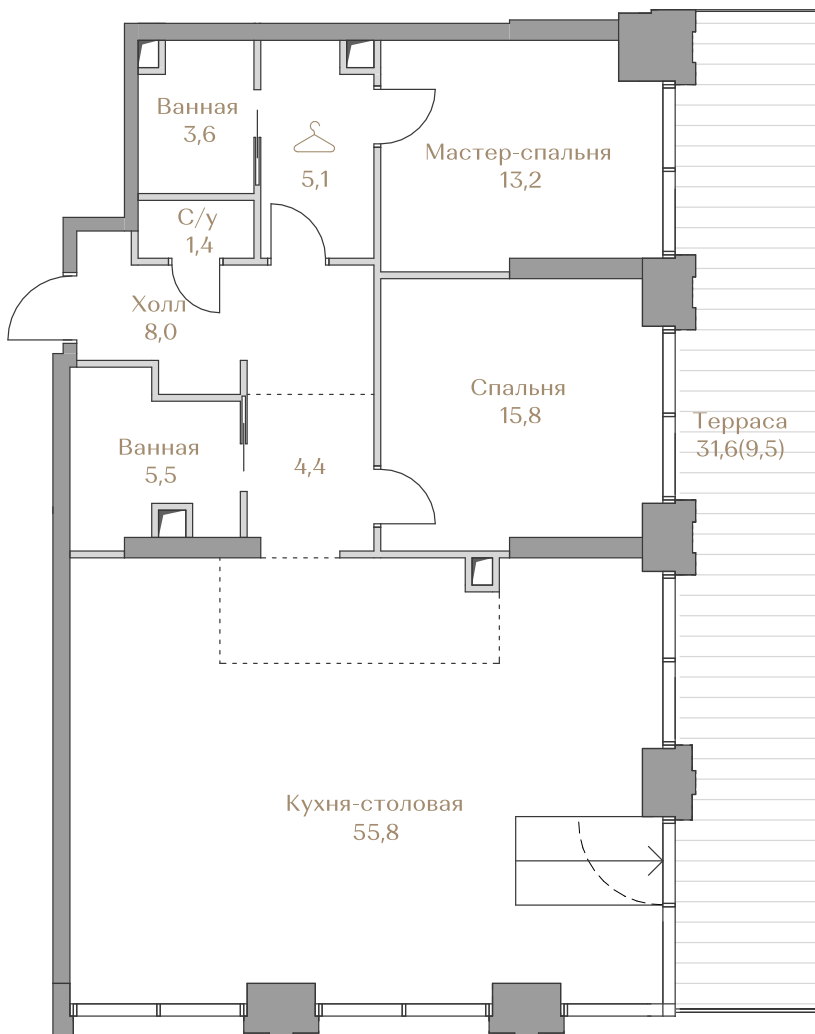 Ванная
3,6
5,1
Мастер-спальня
13,2
С/у
1,4
Холл
8,0
Спальня
15,8
Терраса
31,6(9,5)
Ванная
5,5
4,4
Кухня-столовая
55,8